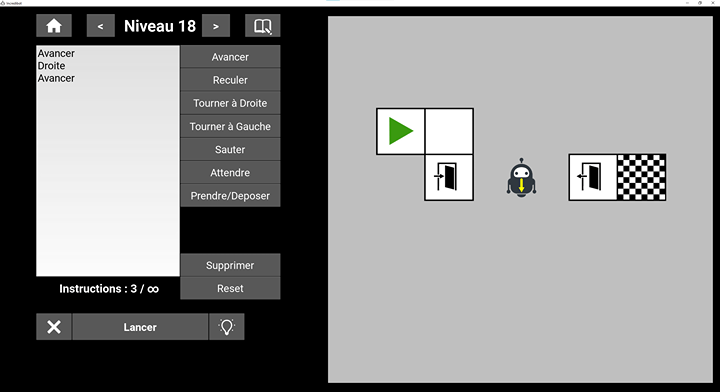 Incredibot
< Niveau 18 >
Avancer
Droite
Avancer
Avancer
Reculer
Tourner à Droite
Tourner à Gauche
Sauter
Attendre
Prendre/Deposer
Supprimer
Instructions : 3 / ∞
Reset
Lancer